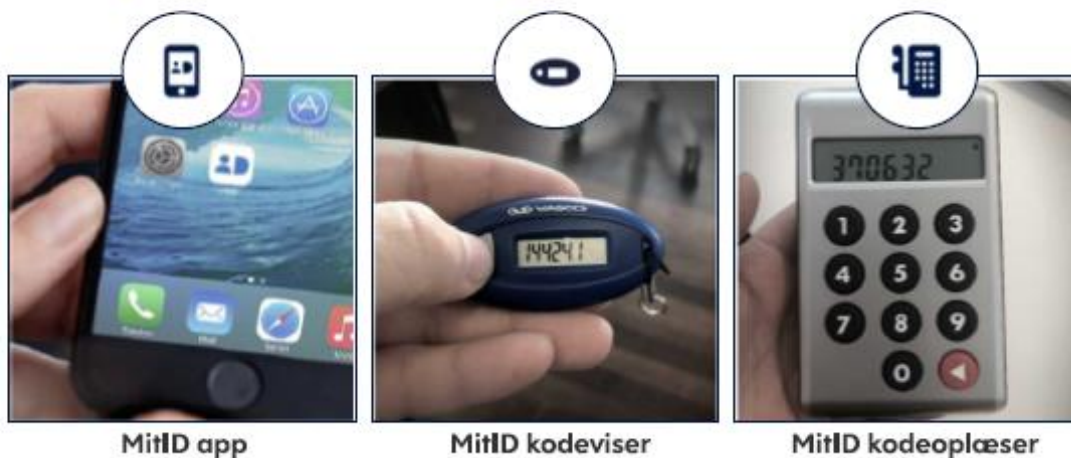 144241
370632
1 2 3
4 5 6
7 8 9
0
MitID app
MitID kodeviser
MitID kodeoplæser